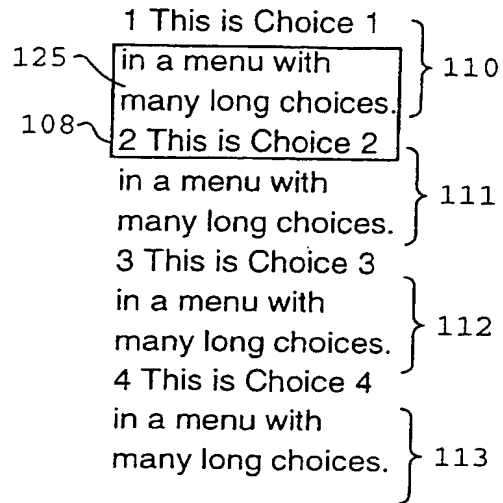 1 This is Choice 1
125 in a menu with 110
many long choices.
108 2 This is Choice 2
in a menu with 111
many long choices.
3 This is Choice 3
in a menu with 112
many long choices.
4 This is Choice 4
in a menu with
many long choices. 113